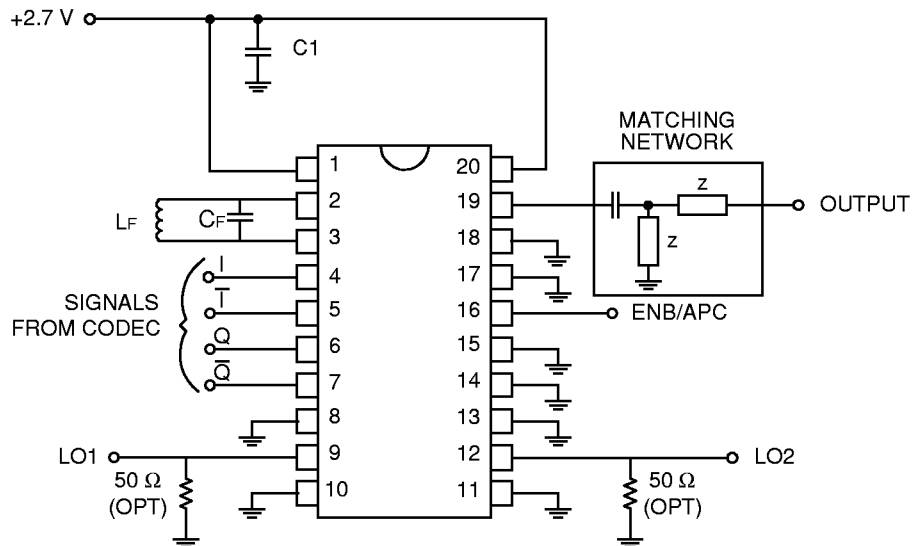 +2.7 V
C1
MATCHING
NETWORK
1
20
z
2
19
OUTPUT
LF
CF
z
3
18
I
4
17
SIGNALS
FROM CODEC
I̅
5
16
ENB/APC
Q
6
15
Q̅
7
14
8
13
LO1
9
12
LO2
50 Ω
(OPT)
10
11
50 Ω
(OPT)